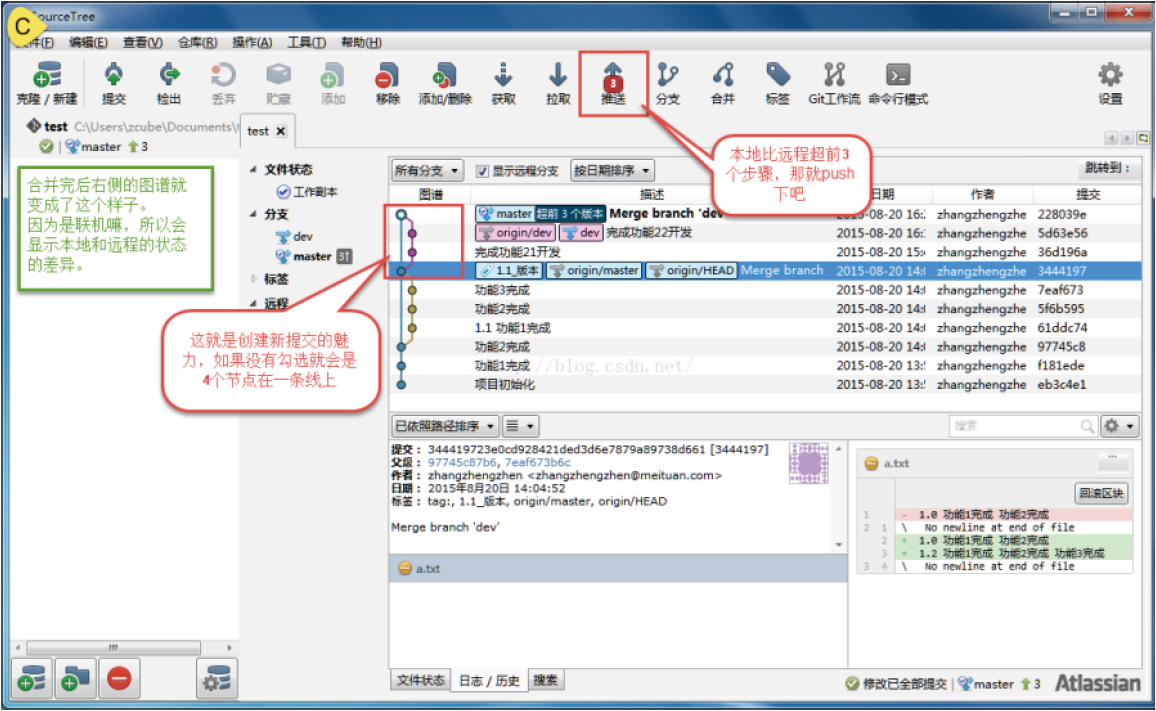 C
SourceTree
文件(F) 编辑(E) 查看(V) 仓库(R) 操作(A) 工具(T) 帮助(H)
克隆 / 新建 提交 检出 丢弃 贮藏 添加 移除 添加/删除 获取 拉取 3 推送 分支 合并 标签 Git工作流 命令行模式 设置
test C:\Users\zcube\Documents\
master 3
test
合并完后右侧的图谱就
变成了这个样子。
因为是联机嘛,所以会
显示本地和远程的状态
的差异。
文件状态
工作副本
分支
dev
master 3
标签
远程
本地比远程超前3
个步骤,那就push
下吧
这就是创建新提交的魅
力,如果没有勾选就会是
4个节点在一条线上
所有分支 显示远程分支 按日期排序 跳转到:
图谱 描述 日期 作者 提交
master 超前 3 个版本 Merge branch 'dev' 2015-08-20 16: zhangzhengzhe 228039e
origin/dev dev 完成功能22开发 2015-08-20 16: zhangzhengzhe 5d63e56
完成功能21开发 2015-08-20 15: zhangzhengzhe 36d196a
1.1_版本 origin/master origin/HEAD Merge branch 2015-08-20 14: zhangzhengzhe 3444197
功能3完成 2015-08-20 14: zhangzhengzhe 7eaf673
功能2完成 2015-08-20 14: zhangzhengzhe 5f6b595
1.1 功能1完成 2015-08-20 14: zhangzhengzhe 61ddc74
功能2完成 2015-08-20 14: zhangzhengzhe 97745c8
功能1完成 2015-08-20 13: zhangzhengzhe f181ede
项目初始化 2015-08-20 13: zhangzhengzhe eb3c4e1
//blog.csdn.net/
已依照路径排序 搜索
提交: 344419723e0cd928421ded3d6e7879a89738d661 [3444197]
父级: 97745c87b6, 7eaf673b6c
作者: zhangzhengzhen <zhangzhengzhen@meituan.com>
日期: 2015年8月20日 14:04:52
标签: tag:, 1.1_版本, origin/master, origin/HEAD
Merge branch 'dev'
a.txt
a.txt
回滚区块
1 - 1.0 功能1完成 功能2完成
2 1 \ No newline at end of file
2 + 1.0 功能1完成 功能2完成
3 + 1.2 功能1完成 功能2完成 功能3完成
3 4 \ No newline at end of file
文件状态 日志 / 历史 搜索
修改已全部提交 master 3 Atlassian